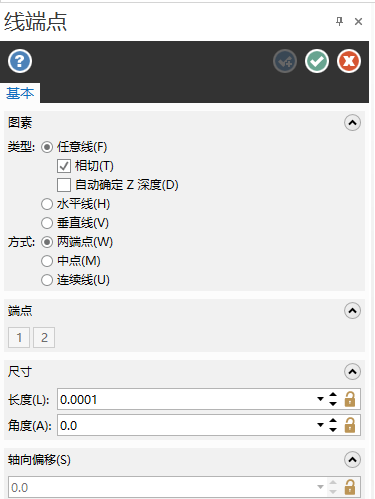 线端点
基本
图素
类型: 任意线(F)
相切(T)
自动确定 Z 深度(D)
水平线(H)
垂直线(V)
方式: 两端点(W)
中点(M)
连续线(U)
端点
1 2
尺寸
长度(L): 0.0001
角度(A): 0.0
轴向偏移(S)
0.0